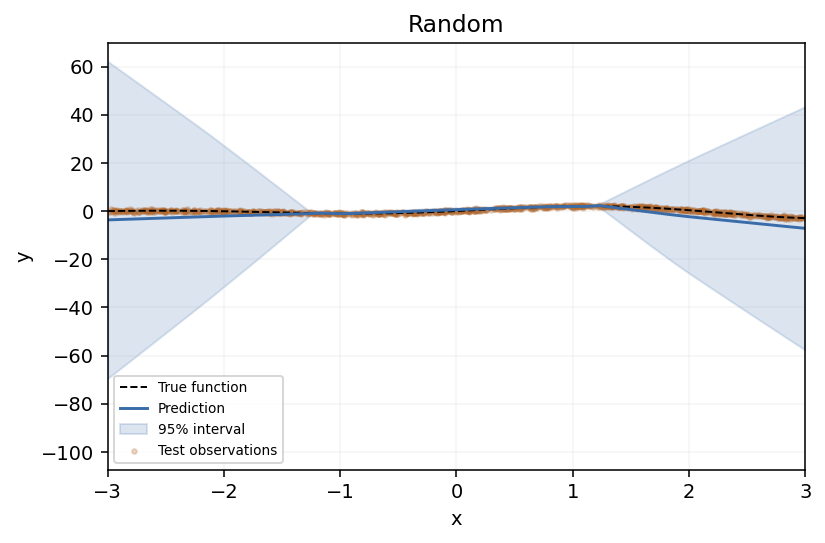 Random
60
40
20
0
−20
−40
−60
−80
−100
y
True function
Prediction
95% interval
Test observations
−3
−2
−1
0
1
2
3
x